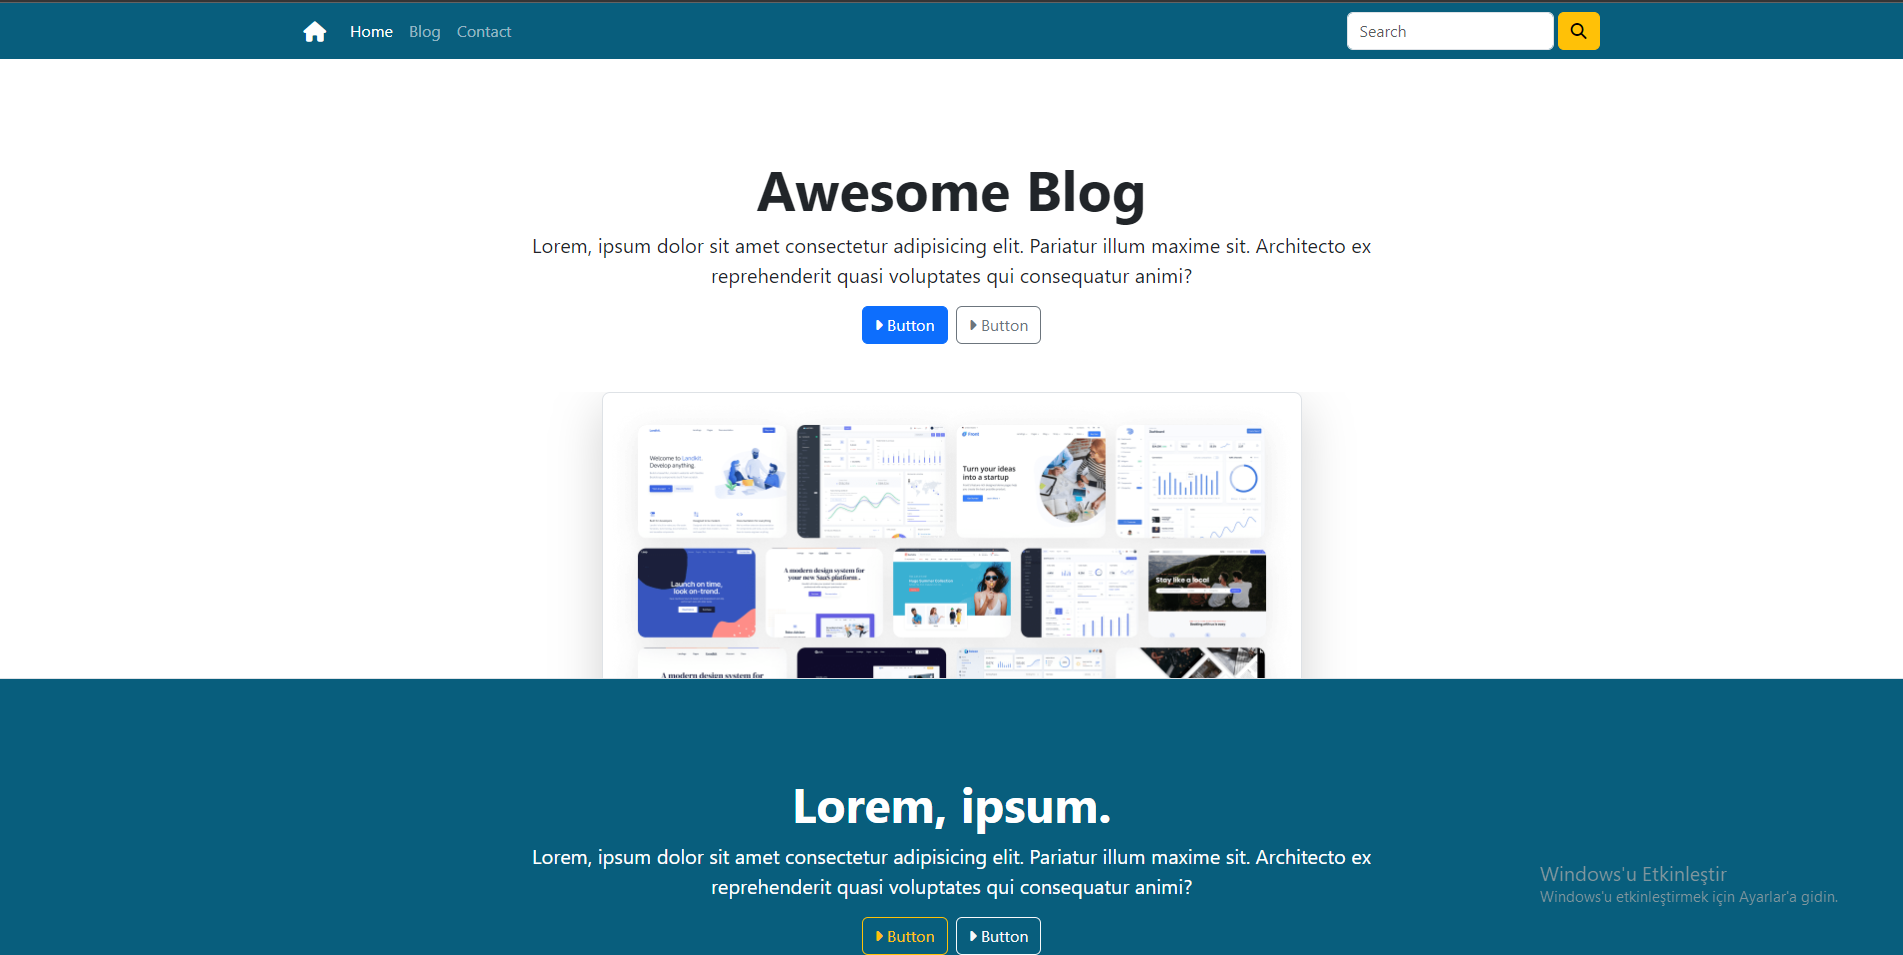 Home Blog Contact Search
Awesome Blog
Lorem, ipsum dolor sit amet consectetur adipisicing elit. Pariatur illum maxime sit. Architecto ex
reprehenderit quasi voluptates qui consequatur animi?
Button Button
Welcome to Landkit.
Develop anything
Turn your ideas
into a startup
Launch on time,
look on-trend.
A modern design system for
your new SaaS platform .
Stay like a local
A modern design system for
Lorem, ipsum.
Lorem, ipsum dolor sit amet consectetur adipisicing elit. Pariatur illum maxime sit. Architecto ex
reprehenderit quasi voluptates qui consequatur animi?
Button Button
Windows'u Etkinleştir
Windows'u etkinleştirmek için Ayarlar'a gidin.